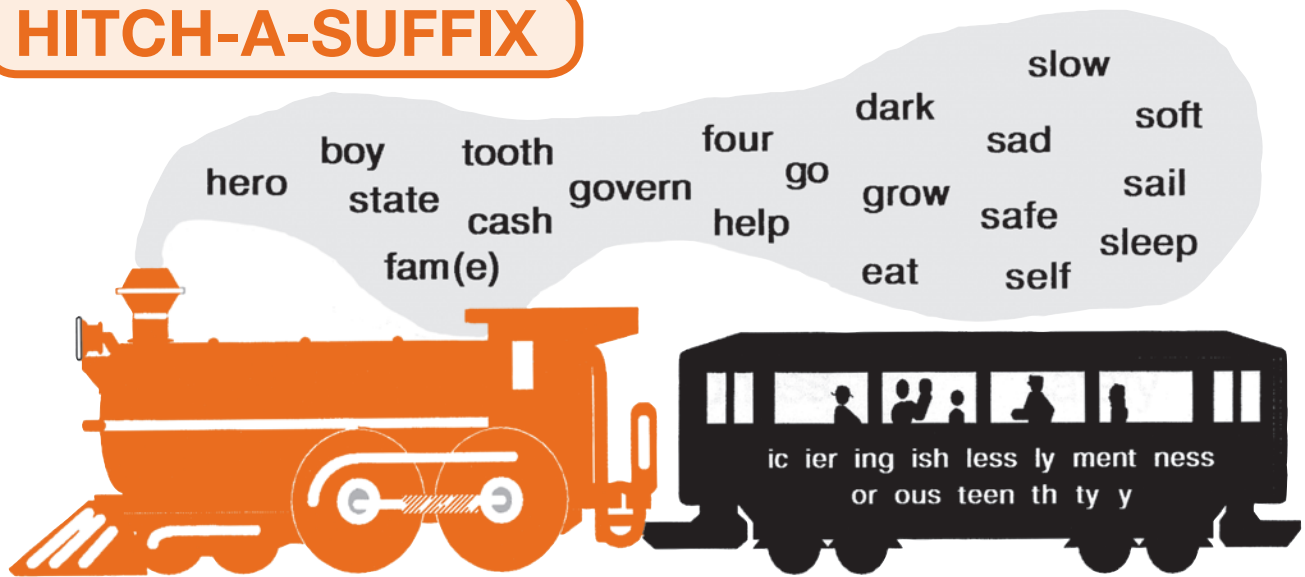 HITCH-A-SUFFIX
slow
dark
soft
four
sad
boy
tooth
go
hero
govern
sail
state
grow
cash
help
safe
sleep
fam(e)
eat
self
ic ier ing ish less ly ment ness
or ous teen th ty y